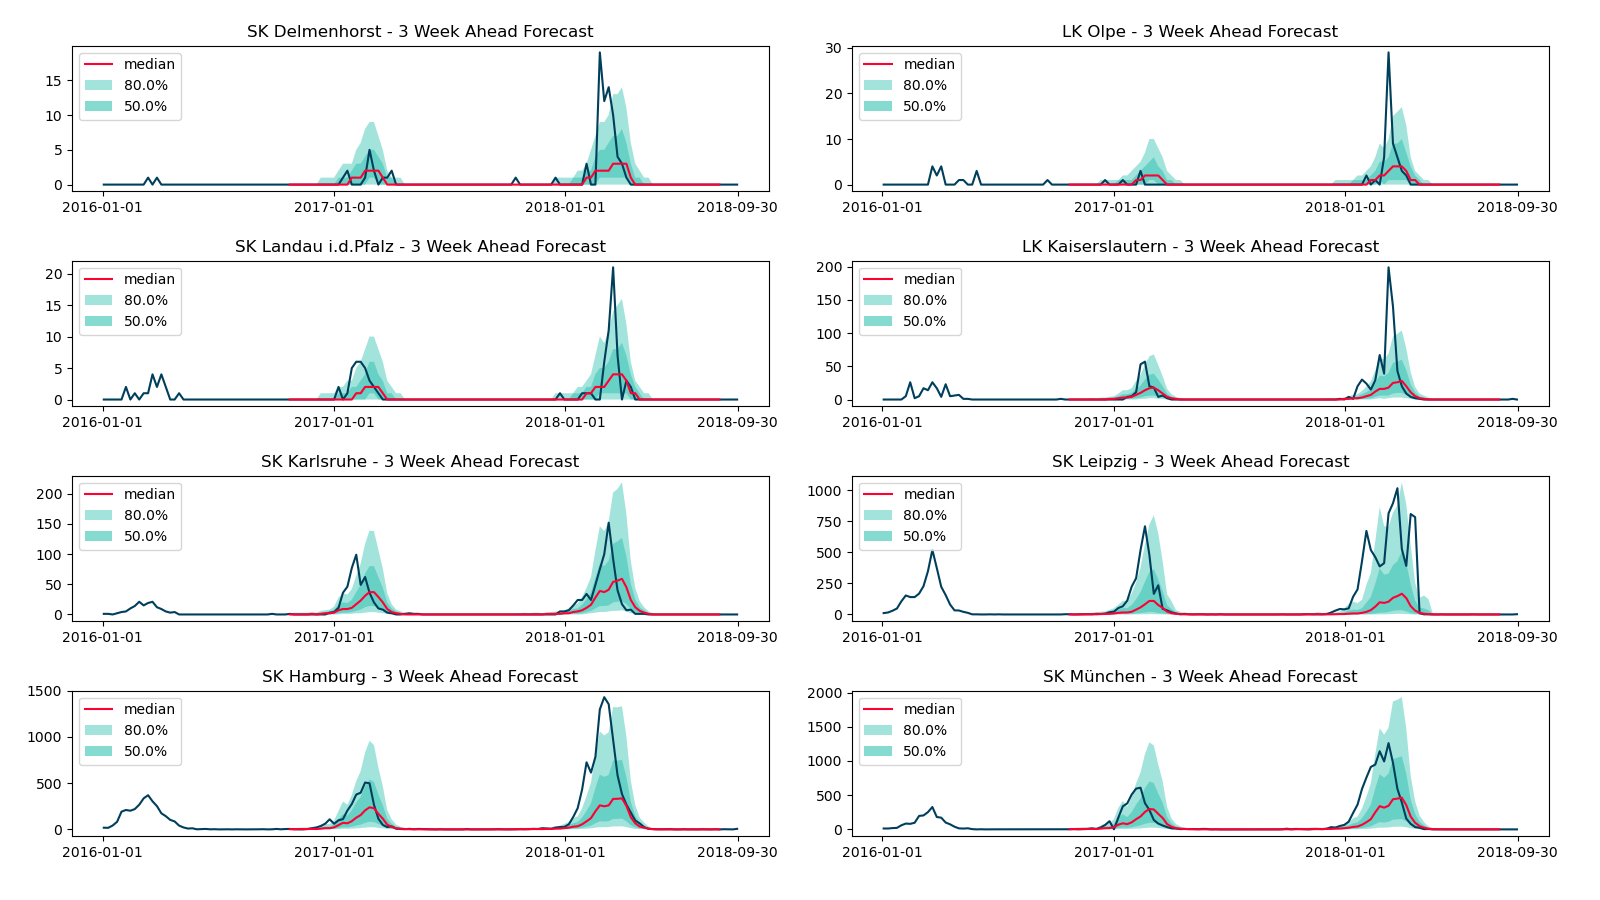 SK Delmenhorst - 3 Week Ahead Forecast
median
80.0%
50.0%
15
10
5
0
2016-01-01 2017-01-01 2018-01-01 2018-09-30
LK Olpe - 3 Week Ahead Forecast
median
80.0%
50.0%
30
20
10
0
2016-01-01 2017-01-01 2018-01-01 2018-09-30
SK Landau i.d.Pfalz - 3 Week Ahead Forecast
median
80.0%
50.0%
20
15
10
5
0
2016-01-01 2017-01-01 2018-01-01 2018-09-30
LK Kaiserslautern - 3 Week Ahead Forecast
median
80.0%
50.0%
200
150
100
50
0
2016-01-01 2017-01-01 2018-01-01 2018-09-30
SK Karlsruhe - 3 Week Ahead Forecast
median
80.0%
50.0%
200
150
100
50
0
2016-01-01 2017-01-01 2018-01-01 2018-09-30
SK Leipzig - 3 Week Ahead Forecast
median
80.0%
50.0%
1000
750
500
250
0
2016-01-01 2017-01-01 2018-01-01 2018-09-30
SK Hamburg - 3 Week Ahead Forecast
median
80.0%
50.0%
1500
1000
500
0
2016-01-01 2017-01-01 2018-01-01 2018-09-30
SK München - 3 Week Ahead Forecast
median
80.0%
50.0%
2000
1500
1000
500
0
2016-01-01 2017-01-01 2018-01-01 2018-09-30